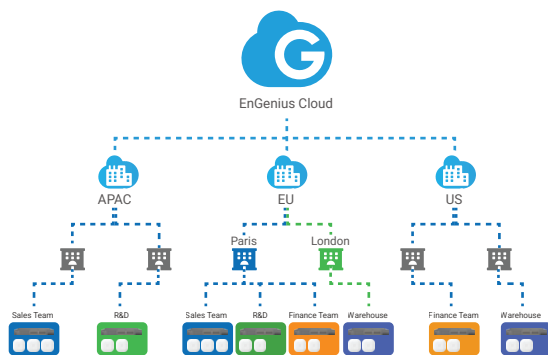 G
EnGenius Cloud
APAC
EU
US
Paris
London
Sales Team
R&D
Sales Team
R&D
Finance Team
Warehouse
Finance Team
Warehouse